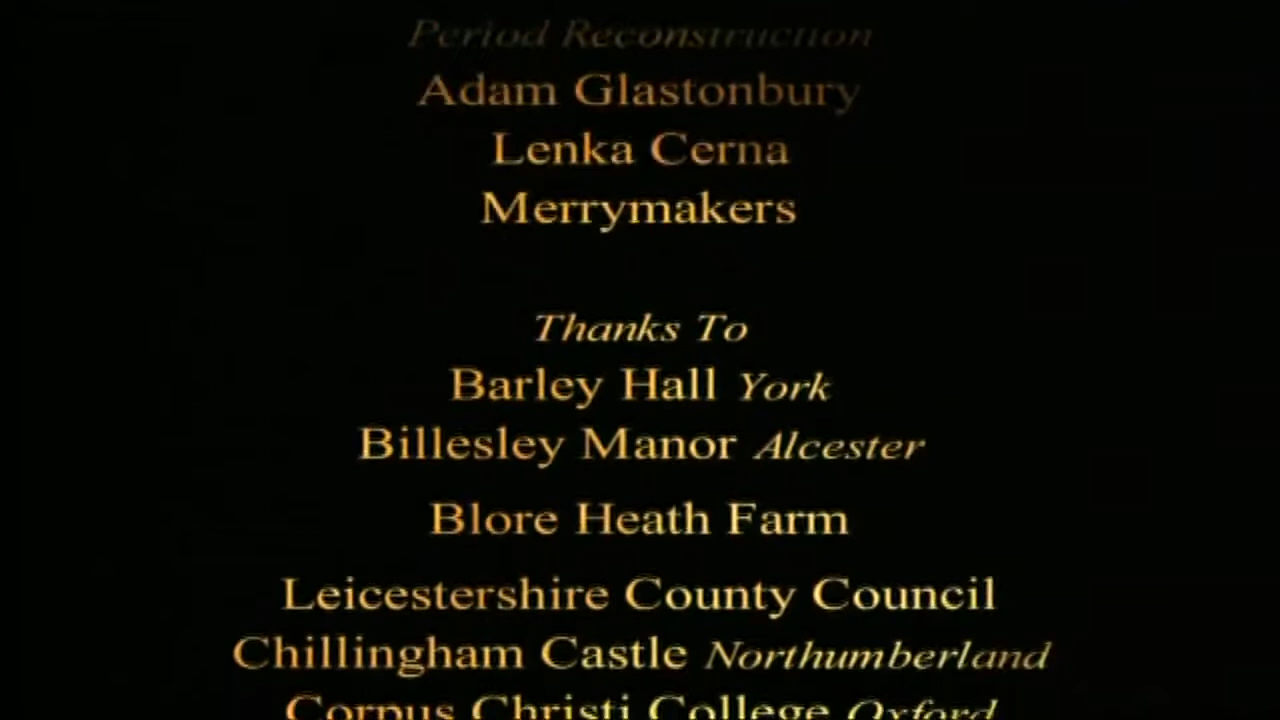 Period Reconstruction
Adam Glastonbury
Lenka Cerna
Merrymakers
Thanks To
Barley Hall York
Billesley Manor Alcester
Blore Heath Farm
Leicestershire County Council
Chillingham Castle Northumberland
Corpus Christi College Oxford